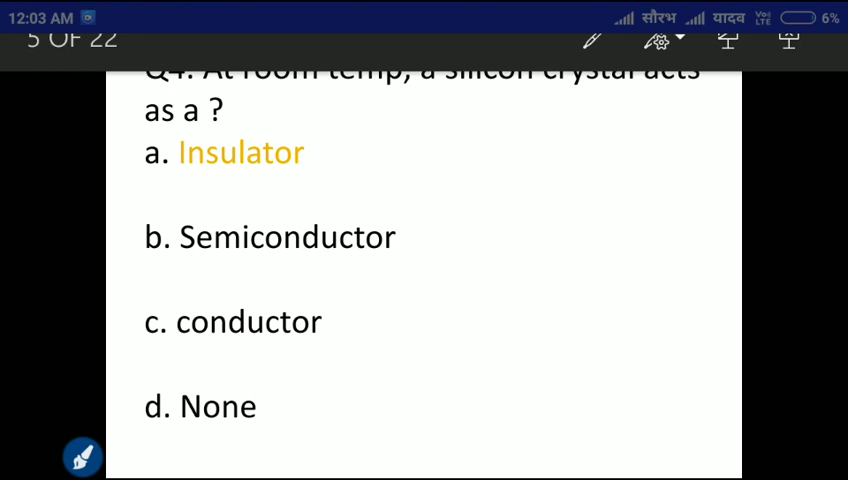 12:03 AM सौरभ यादव Vo) LTE 6%
5 OF 22
Q4. At room temp, a silicon crystal acts
as a ?
a. Insulator
b. Semiconductor
c. conductor
d. None